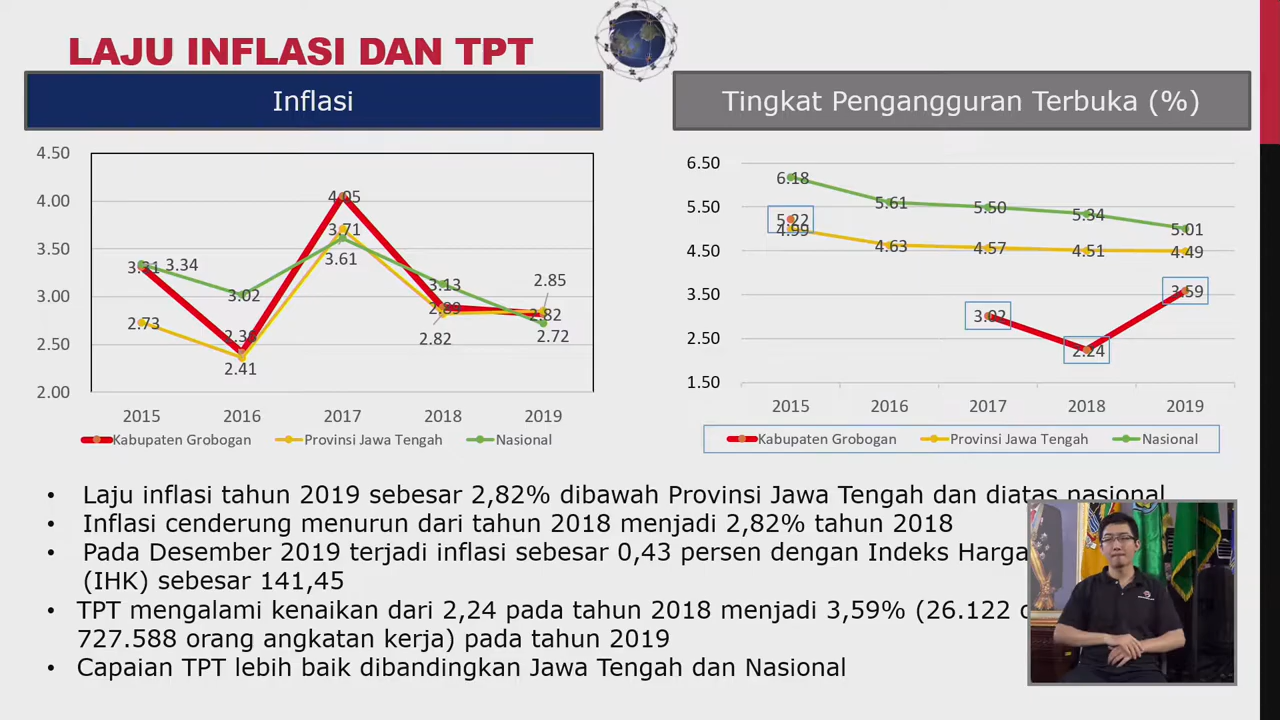 LAJU INFLASI DAN TPT
Inflasi
4.50
4.00
3.50
3.00
2.50
2.00
3.31
3.34
2.73
3.02
2.41
4.05
3.71
3.61
3.13
2.89
2.82
2.85
2.82
2.72
2015 2016 2017 2018 2019
Kabupaten Grobogan Provinsi Jawa Tengah Nasional
Tingkat Pengangguran Terbuka (%)
6.50
5.50
4.50
3.50
2.50
1.50
6.18
5.61
5.50
5.34
5.01
5.22
4.99
4.63
4.57
4.51
4.49
3.02
2.24
3.59
2015 2016 2017 2018 2019
Kabupaten Grobogan Provinsi Jawa Tengah Nasional
• Laju inflasi tahun 2019 sebesar 2,82% dibawah Provinsi Jawa Tengah dan diatas nasional
• Inflasi cenderung menurun dari tahun 2018 menjadi 2,82% tahun 2018
• Pada Desember 2019 terjadi inflasi sebesar 0,43 persen dengan Indeks Harga
(IHK) sebesar 141,45
• TPT mengalami kenaikan dari 2,24 pada tahun 2018 menjadi 3,59% (26.122
727.588 orang angkatan kerja) pada tahun 2019
• Capaian TPT lebih baik dibandingkan Jawa Tengah dan Nasional